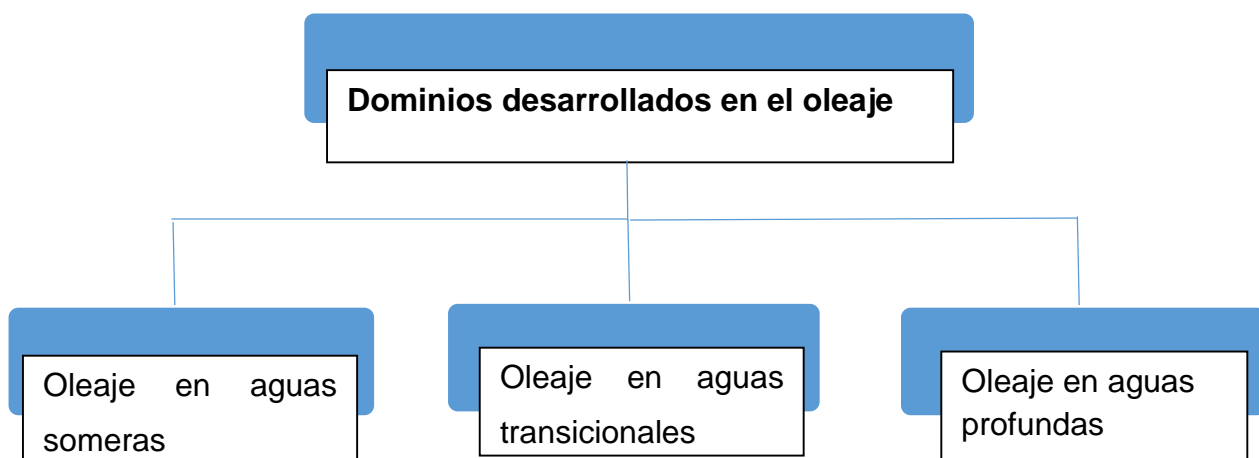 Dominios desarrollados en el oleaje
Oleaje en aguas
someras
Oleaje en aguas
transicionales
Oleaje en aguas
profundas